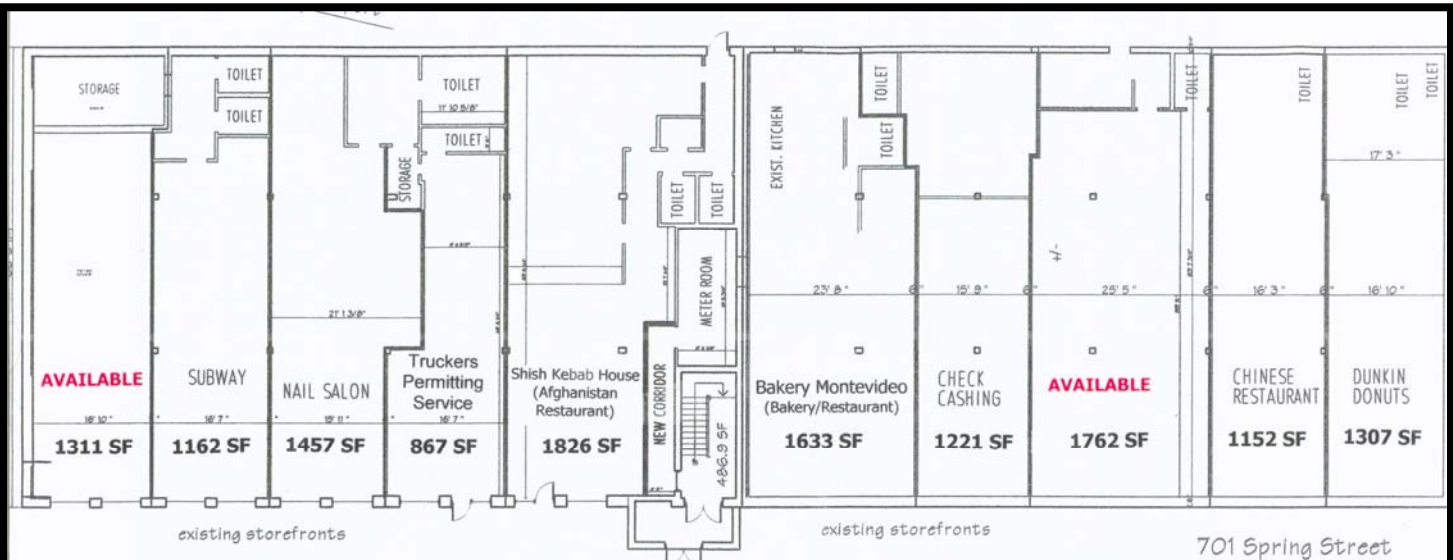 STORAGE
TOILET
TOILET
TOILET
11' 10 5/8"
TOILET
STORAGE
TOILET
TOILET
EXIST. KITCHEN
TOILET
TOILET
TOILET
TOILET
TOILET
TOILET
17' 3"
METER ROOM
+/-
23' 8"
6"
15' 9"
6"
25' 5"
6"
16' 3"
6"
16' 10"
21' 1 3/8"
AVAILABLE
16' 10"
1311 SF
SUBWAY
16' 7"
1162 SF
NAIL SALON
15' 11"
1457 SF
Truckers
Permitting
Service
16' 7"
867 SF
Shish Kebab House
(Afghanistan
Restaurant)
1826 SF
NEW CORRIDOR
486.9 SF
Bakery Montevideo
(Bakery/Restaurant)
1633 SF
CHECK
CASHING
1221 SF
AVAILABLE
1762 SF
CHINESE
RESTAURANT
1152 SF
DUNKIN
DONUTS
1307 SF
existing storefronts
existing storefronts
701 Spring Street